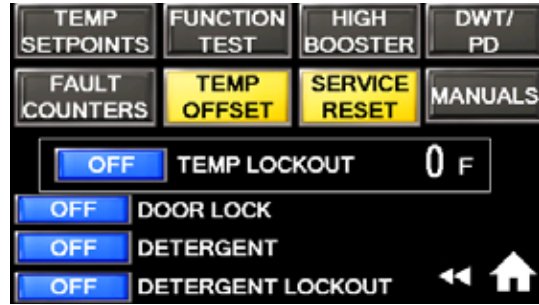 TEMP SETPOINTS
FUNCTION TEST
HIGH BOOSTER
DWT/ PD
FAULT COUNTERS
TEMP OFFSET
SERVICE RESET
MANUALS
OFF TEMP LOCKOUT 0 F
OFF DOOR LOCK
OFF DETERGENT
OFF DETERGENT LOCKOUT